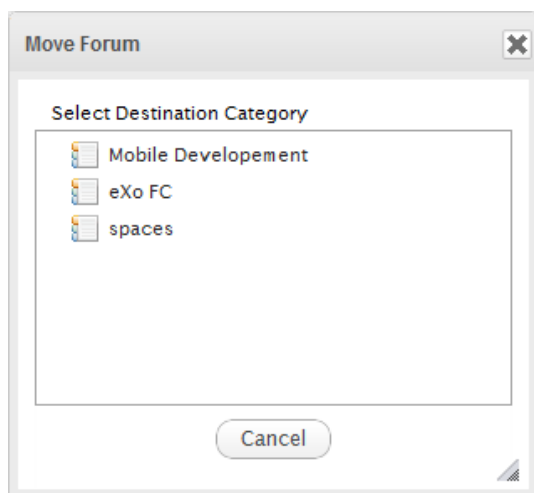 Move Forum
Select Destination Category
Mobile Developement
eXo FC
spaces
Cancel